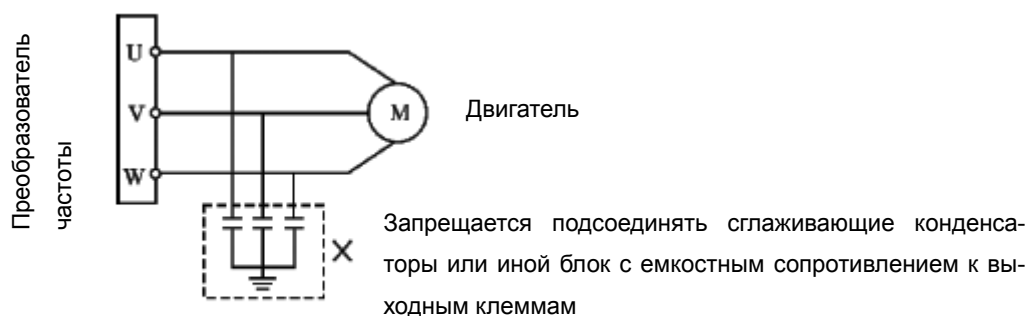 Преобразователь
частоты
U
V
W
M
Двигатель
X
Запрещается подсоединять сглаживающие конденса-
торы или иной блок с емкостным сопротивлением к вы-
ходным клеммам